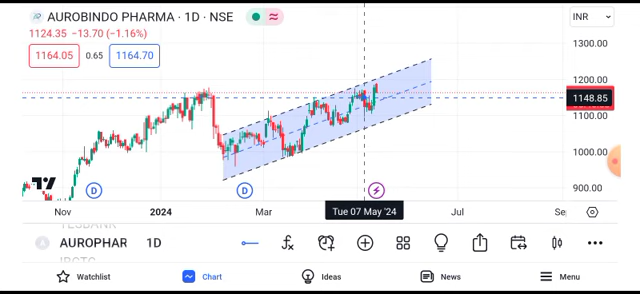 AUROBINDO PHARMA · 1D · NSE
INR
1124.35 −13.70 (−1.16%)
1164.05 0.65 1164.70
1300.00
1200.00
1148.85
1100.00
1000.00
900.00
D D
Nov 2024 Mar Tue 07 May '24 Jul Se
YESBANK
A AUROPHAR 1D
IRCTC
Watchlist Chart Ideas News Menu